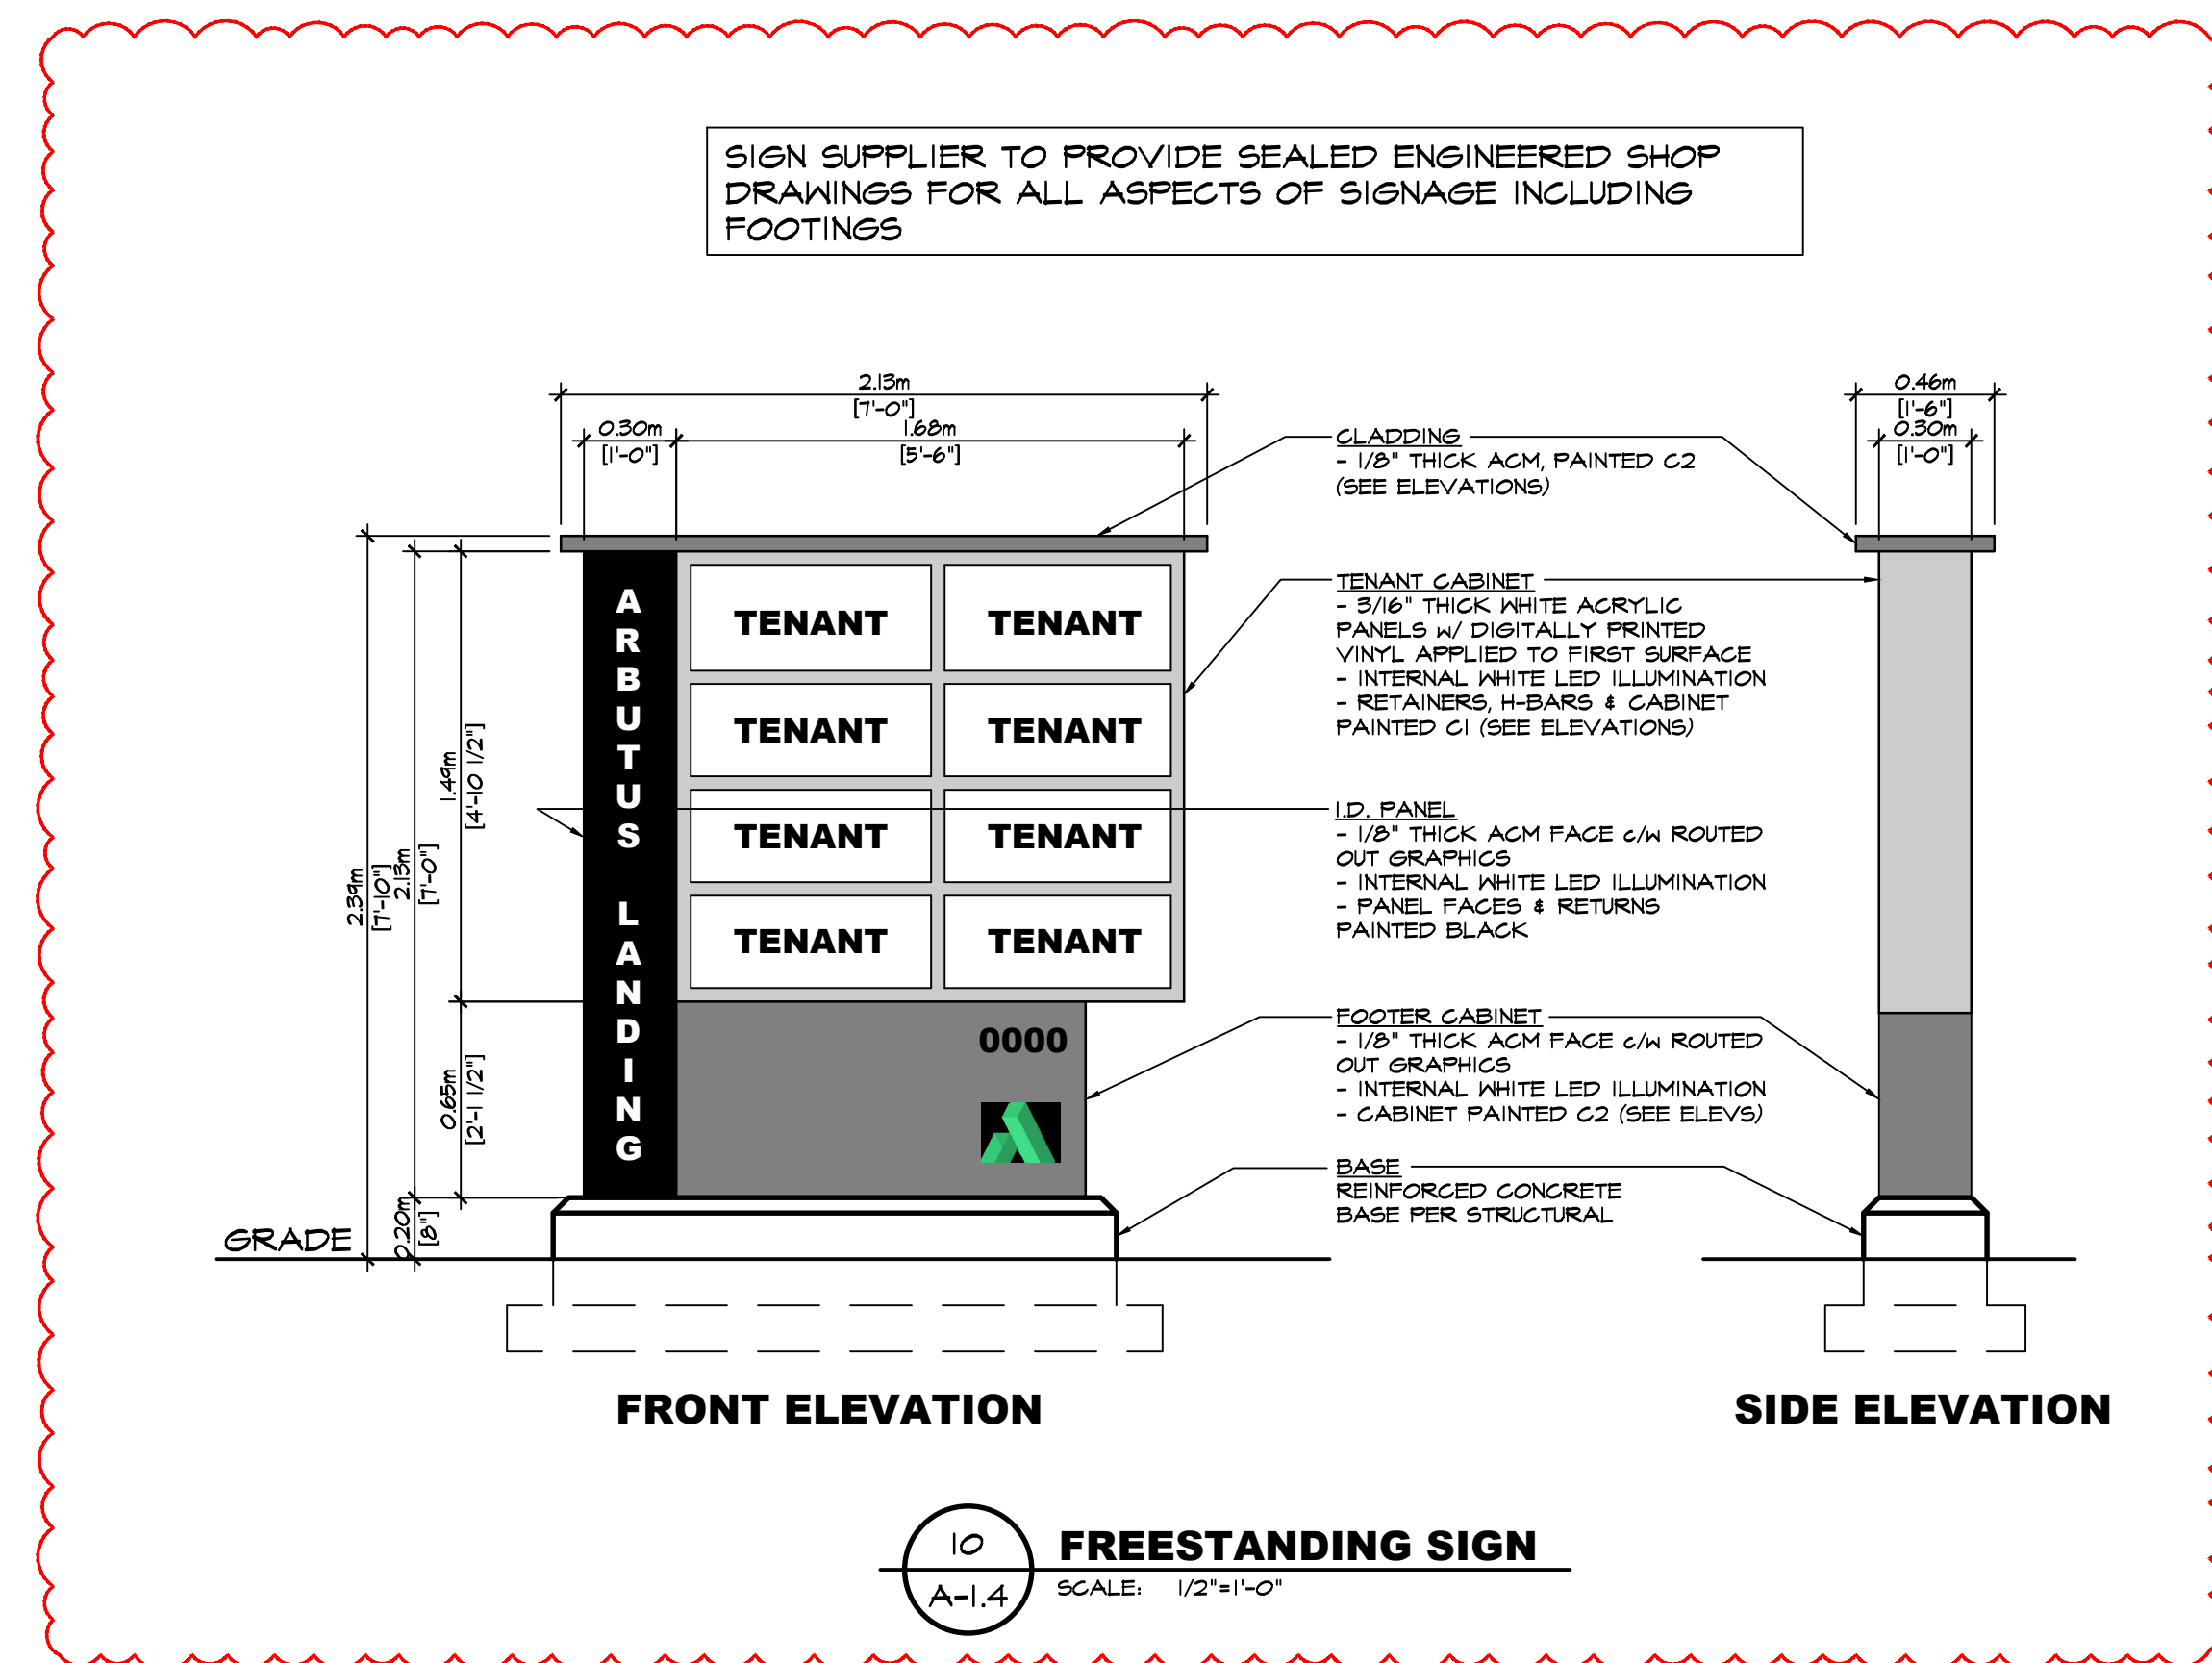 SIGN SUPPLIER TO PROVIDE SEALED ENGINEERED SHOP
DRAWINGS FOR ALL ASPECTS OF SIGNAGE INCLUDING
FOOTINGS
2.13m
[7'-0"]
0.30m
[1'-0"]
1.68m
[5'-6"]
0.46m
[1'-6"]
0.30m
[1'-0"]
2.39m
[7'-10"]
2.13m
[7'-0"]
1.49m
[4'-10 1/2"]
0.65m
[2'-1 1/2"]
0.20m
[8"]
GRADE
ARBUTUS LANDING
TENANT TENANT
TENANT TENANT
TENANT TENANT
TENANT TENANT
0000
CLADDING
- 1/8" THICK ACM, PAINTED C2
(SEE ELEVATIONS)
TENANT CABINET
- 3/16" THICK WHITE ACRYLIC
PANELS w/ DIGITALLY PRINTED
VINYL APPLIED TO FIRST SURFACE
- INTERNAL WHITE LED ILLUMINATION
- RETAINERS, H-BARS & CABINET
PAINTED C1 (SEE ELEVATIONS)
I.D. PANEL
- 1/8" THICK ACM FACE c/w ROUTED
OUT GRAPHICS
- INTERNAL WHITE LED ILLUMINATION
- PANEL FACES & RETURNS
PAINTED BLACK
FOOTER CABINET
- 1/8" THICK ACM FACE c/w ROUTED
OUT GRAPHICS
- INTERNAL WHITE LED ILLUMINATION
- CABINET PAINTED C2 (SEE ELEVS)
BASE
REINFORCED CONCRETE
BASE PER STRUCTURAL
FRONT ELEVATION
SIDE ELEVATION
10
A-1.4
FREESTANDING SIGN
SCALE: 1/2"=1'-0"